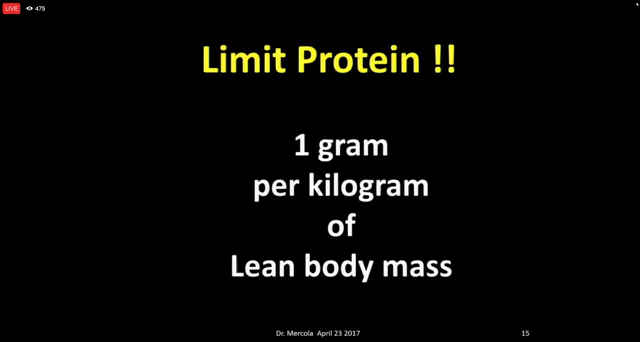 LIVE 475
Limit Protein !!
1 gram
per kilogram
of
Lean body mass
Dr. Mercola April 23 2017 15